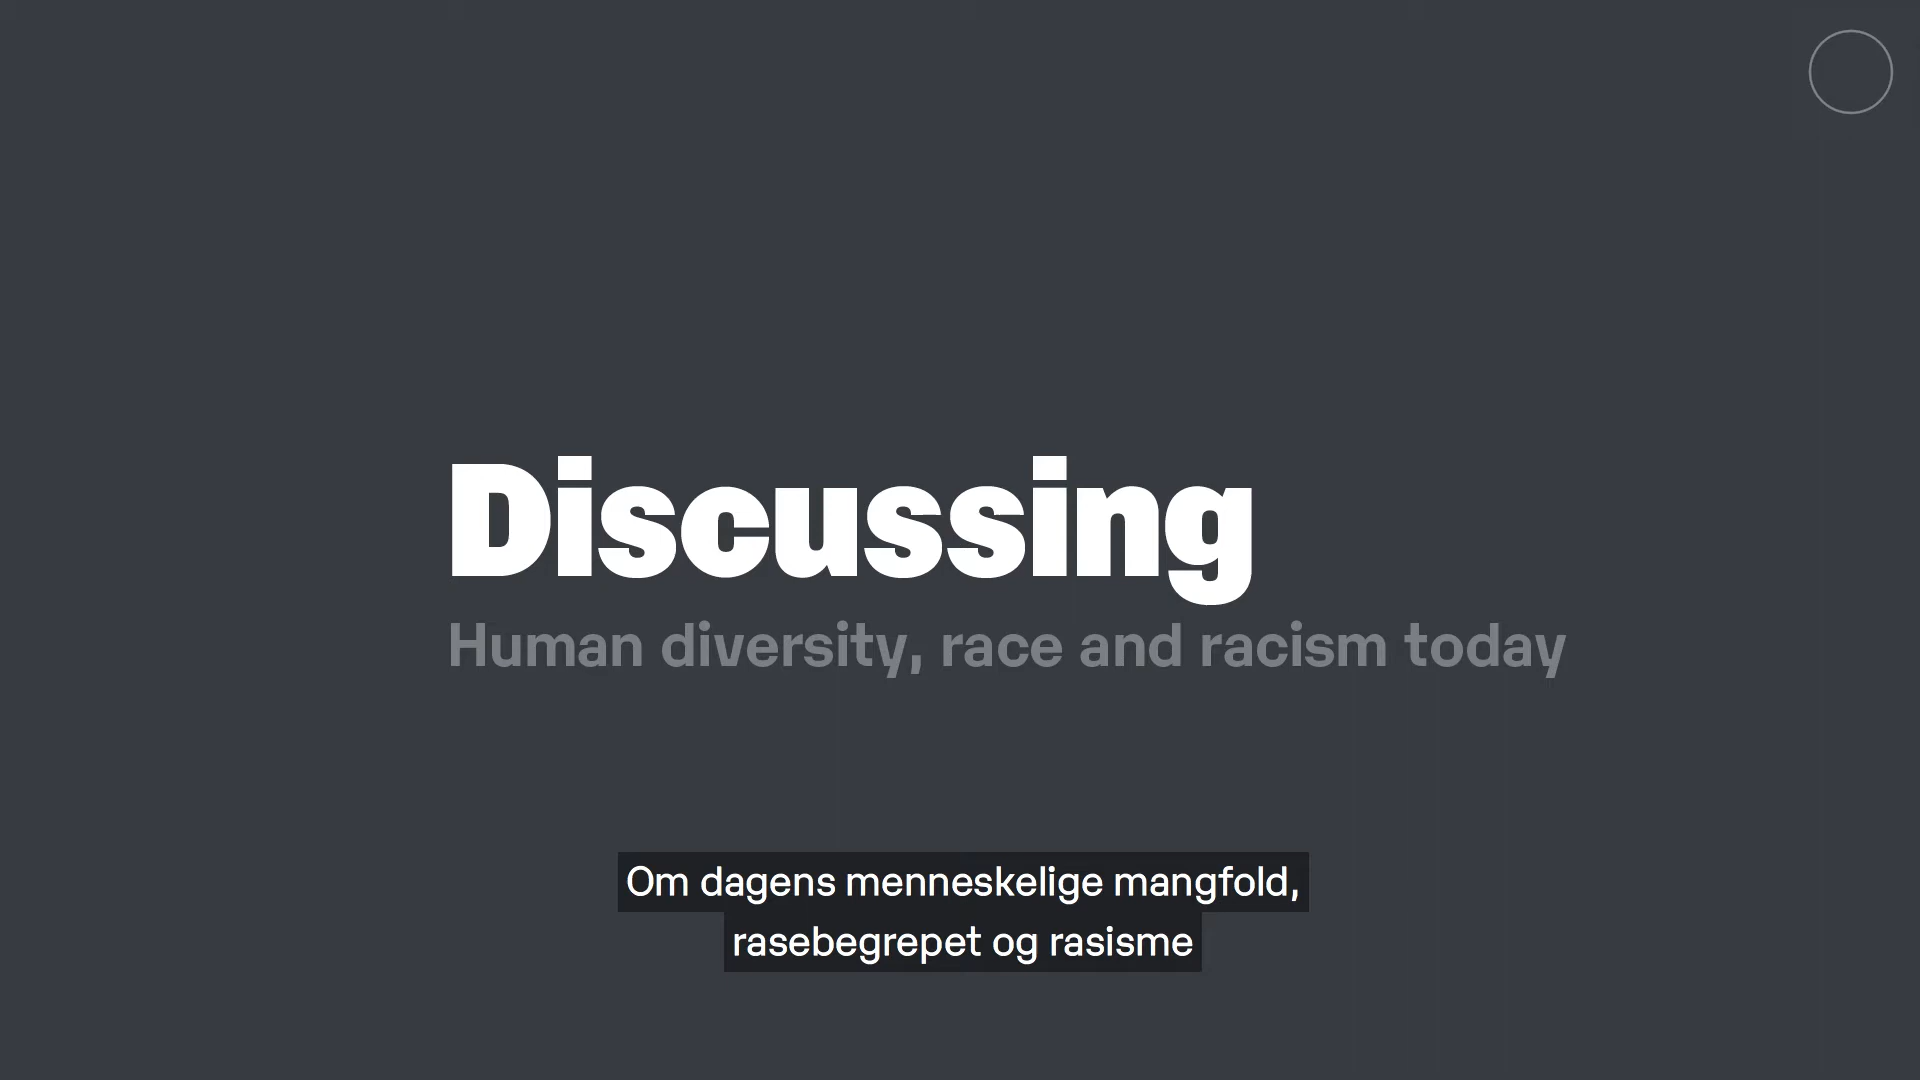 Discussing
Human diversity, race and racism today
Om dagens menneskelige mangfold,
rasebegrepet og rasisme